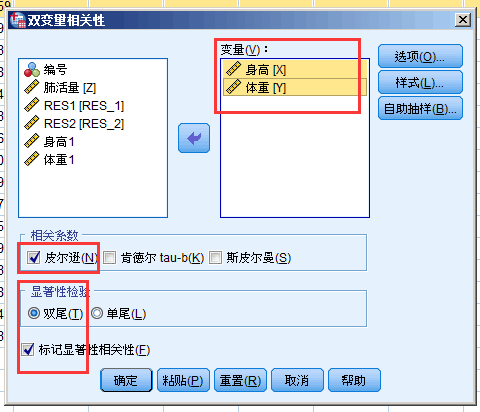 双变量相关性
变量(V)：
编号
肺活量 [Z]
RES1 [RES_1]
RES2 [RES_2]
身高1
体重1
身高 [X]
体重 [Y]
选项(O)...
样式(L)...
自助抽样(B)...
相关系数
皮尔逊(N) 肯德尔 tau-b(K) 斯皮尔曼(S)
显著性检验
双尾(T) 单尾(L)
标记显著性相关性(F)
确定 粘贴(P) 重置(R) 取消 帮助